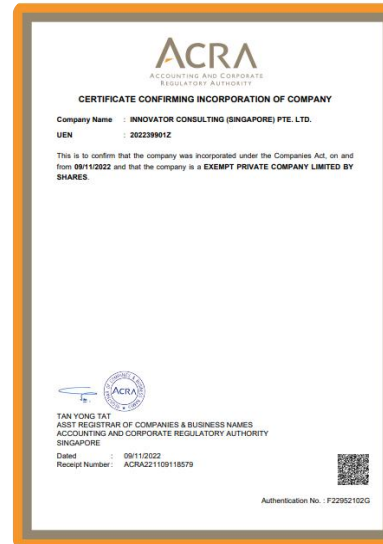 ACRA
ACCOUNTING AND CORPORATE
REGULATORY AUTHORITY
CERTIFICATE CONFIRMING INCORPORATION OF COMPANY
Company Name : INNOVATOR CONSULTING (SINGAPORE) PTE. LTD.
UEN : 202239901Z
This is to confirm that the company was incorporated under the Companies Act, on and
from 09/11/2022 and that the company is a EXEMPT PRIVATE COMPANY LIMITED BY
SHARES.
ACRA
TAN YONG TAT
ASST REGISTRAR OF COMPANIES & BUSINESS NAMES
ACCOUNTING AND CORPORATE REGULATORY AUTHORITY
SINGAPORE
Dated : 09/11/2022
Receipt Number : ACRA221109118579
Authentication No. : F22952102G